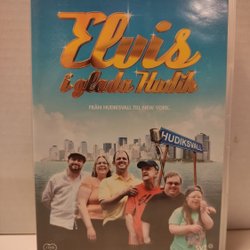 Elvis
i glada Hudik
FRÅN HUDIKSVALL TILL NEW YORK.
HUDIKSVALL